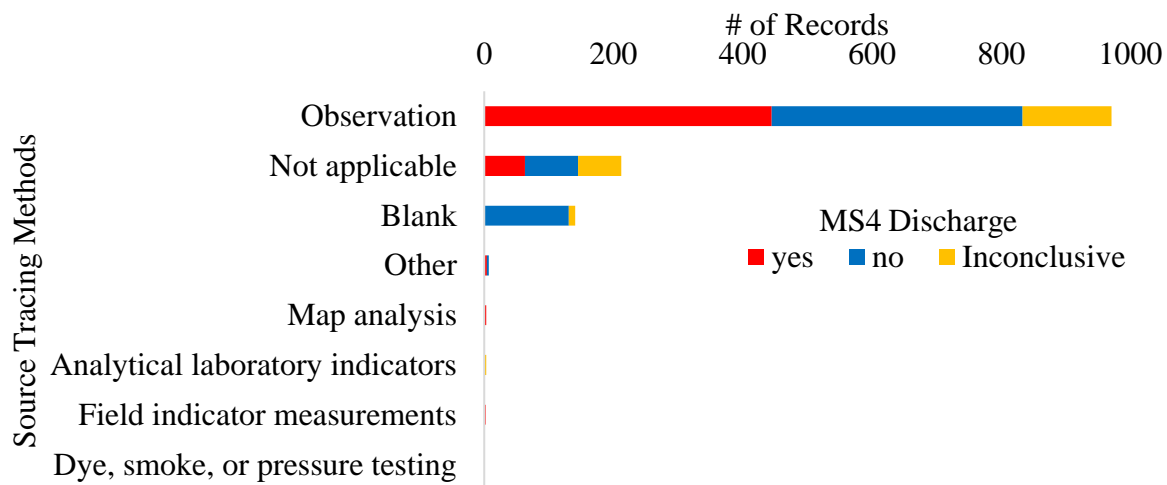 # of Records
0 200 400 600 800 1000
Source Tracing Methods
Observation
Not applicable
Blank
Other
Map analysis
Analytical laboratory indicators
Field indicator measurements
Dye, smoke, or pressure testing
MS4 Discharge
yes no Inconclusive